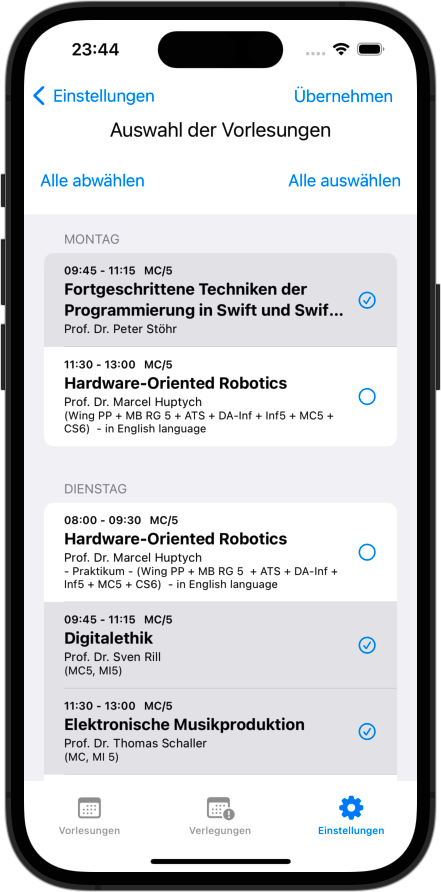 23:44
Einstellungen Übernehmen
Auswahl der Vorlesungen
Alle abwählen Alle auswählen
MONTAG
09:45 - 11:15 MC/5
Fortgeschrittene Techniken der
Programmierung in Swift und Swif...
Prof. Dr. Peter Stöhr
11:30 - 13:00 MC/5
Hardware-Oriented Robotics
Prof. Dr. Marcel Huptych
(Wing PP + MB RG 5 + ATS + DA-Inf + Inf5 + MC5 +
CS6) - in English language
DIENSTAG
08:00 - 09:30 MC/5
Hardware-Oriented Robotics
Prof. Dr. Marcel Huptych
- Praktikum - (Wing PP + MB RG 5 + ATS + DA-Inf +
Inf5 + MC5 + CS6) - in English language
09:45 - 11:15 MC/5
Digitalethik
Prof. Dr. Sven Rill
(MC5, MI5)
11:30 - 13:00 MC/5
Elektronische Musikproduktion
Prof. Dr. Thomas Schaller
(MC, MI 5)
Vorlesungen Verlegungen Einstellungen